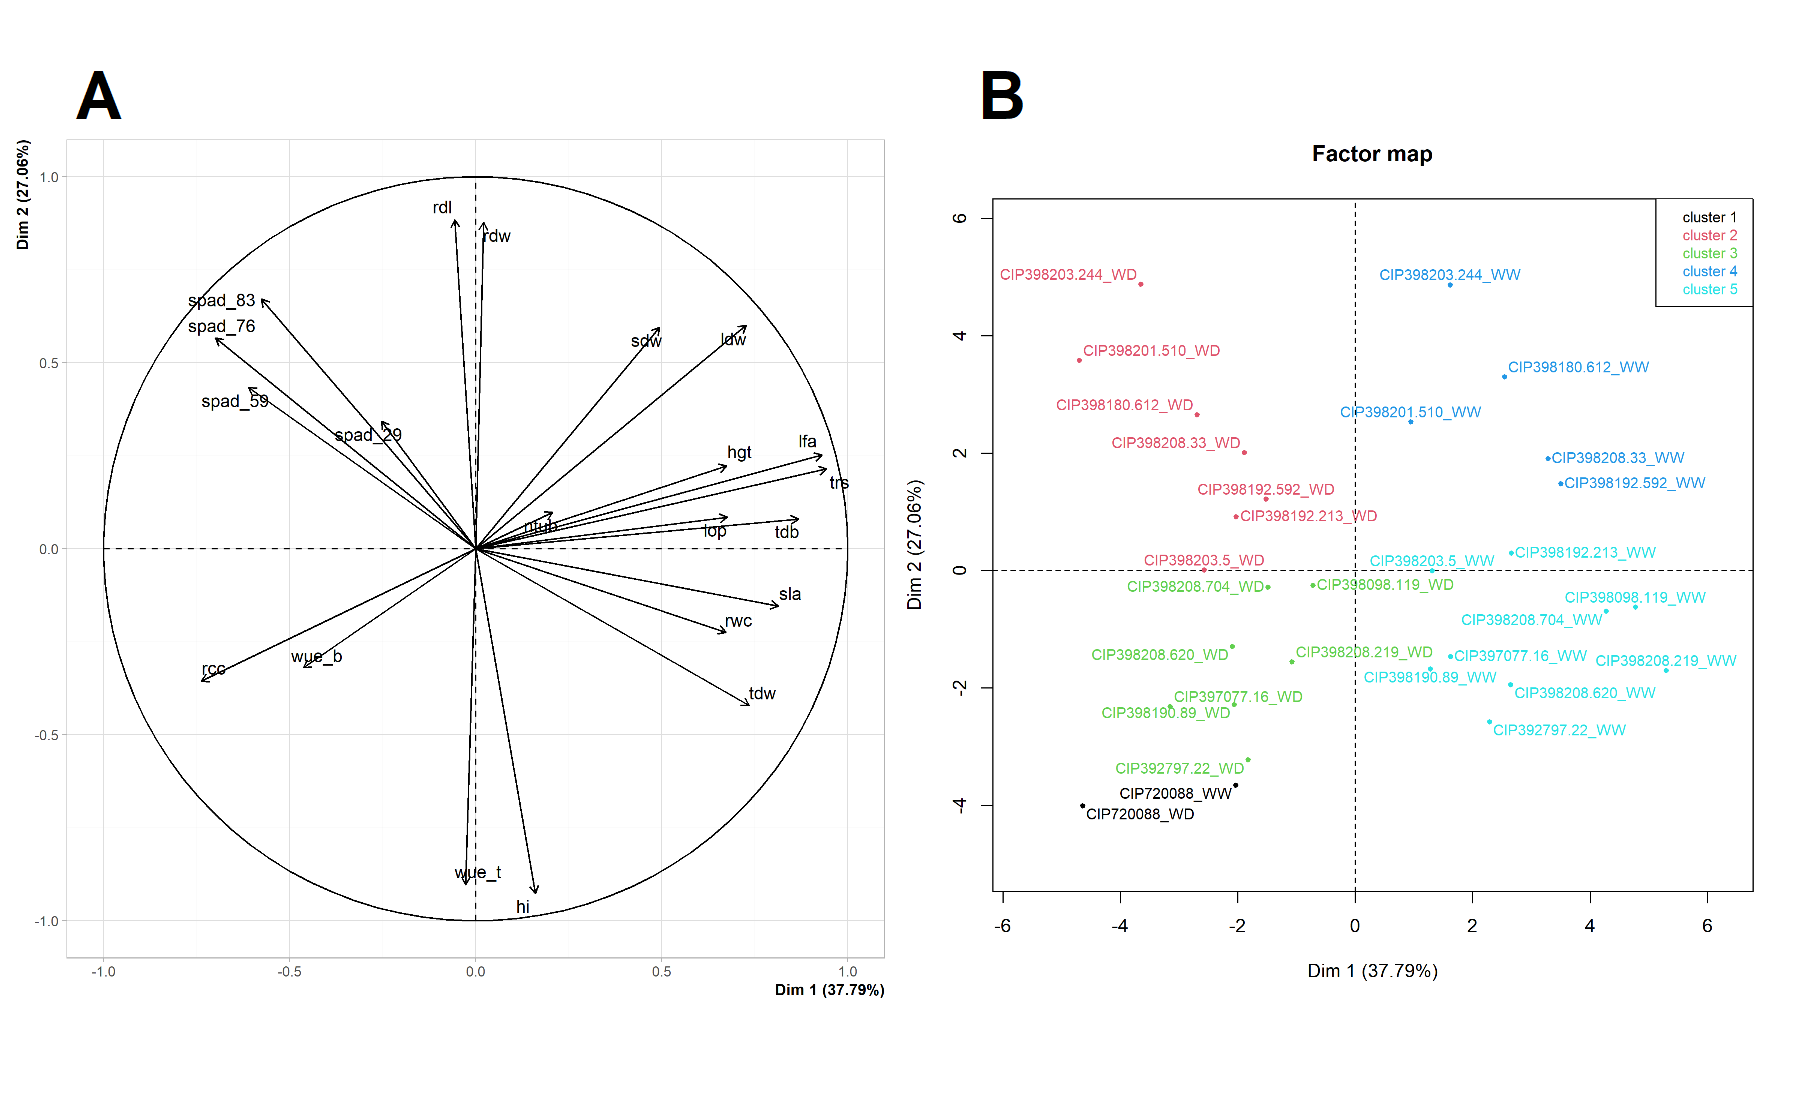 A
Dim 2 (27.06%)
1.0
0.5
0.0
-0.5
-1.0
rdl
rdw
spad_83
spad_76
spad_59
spad_29
sdw
ldw
hgt
lfa
trs
ntub
lop
tdb
sla
rwc
tdw
rcc
wue_b
wue_t
hi
-1.0
-0.5
0.0
0.5
1.0
Dim 1 (37.79%)
B
Factor map
cluster 1
cluster 2
cluster 3
cluster 4
cluster 5
Dim 2 (27.06%)
6
4
2
0
-2
-4
CIP398203.244_WD
CIP398203.244_WW
CIP398201.510_WD
CIP398180.612_WW
CIP398180.612_WD
CIP398201.510_WW
CIP398208.33_WD
CIP398208.33_WW
CIP398192.592_WD
CIP398192.592_WW
CIP398192.213_WD
CIP398192.213_WW
CIP398203.5_WD
CIP398203.5_WW
CIP398208.704_WD
CIP398098.119_WD
CIP398098.119_WW
CIP398208.704_WW
CIP398208.620_WD
CIP398208.219_WD
CIP397077.16_WW
CIP398208.219_WW
CIP398190.89_WW
CIP397077.16_WD
CIP398208.620_WW
CIP398190.89_WD
CIP392797.22_WW
CIP392797.22_WD
CIP720088_WW
CIP720088_WD
-6
-4
-2
0
2
4
6
Dim 1 (37.79%)